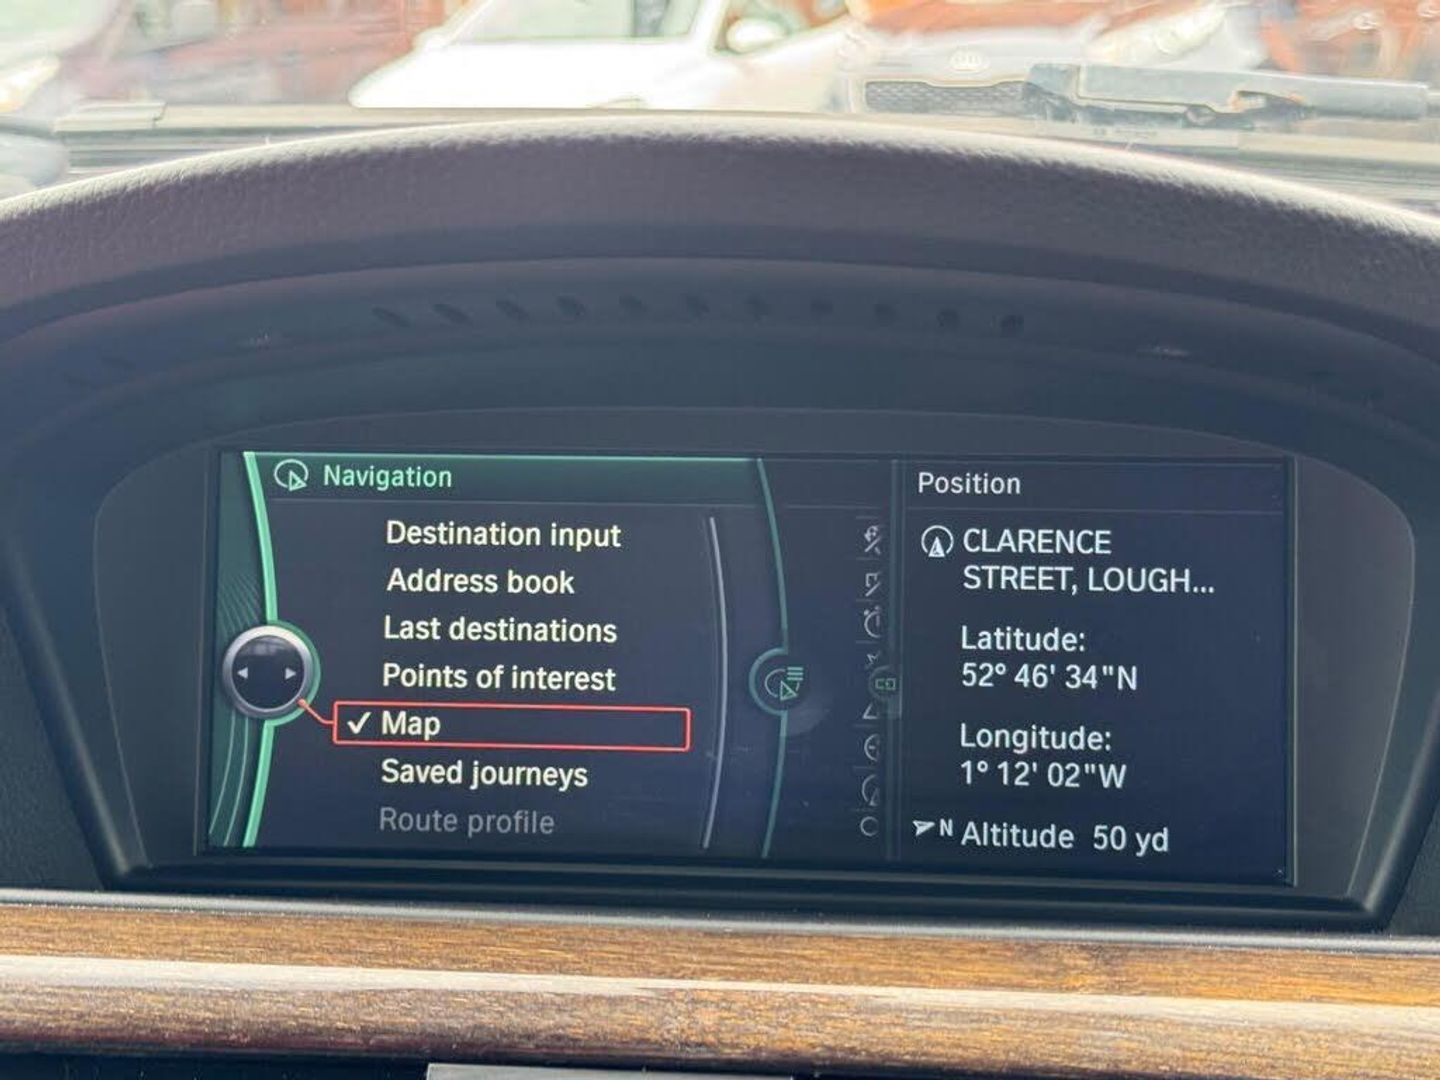 Navigation
Destination input
Address book
Last destinations
Points of interest
Map
Saved journeys
Route profile
Position
CLARENCE
STREET, LOUGH...
Latitude:
52° 46' 34"N
Longitude:
1° 12' 02"W
N Altitude 50 yd